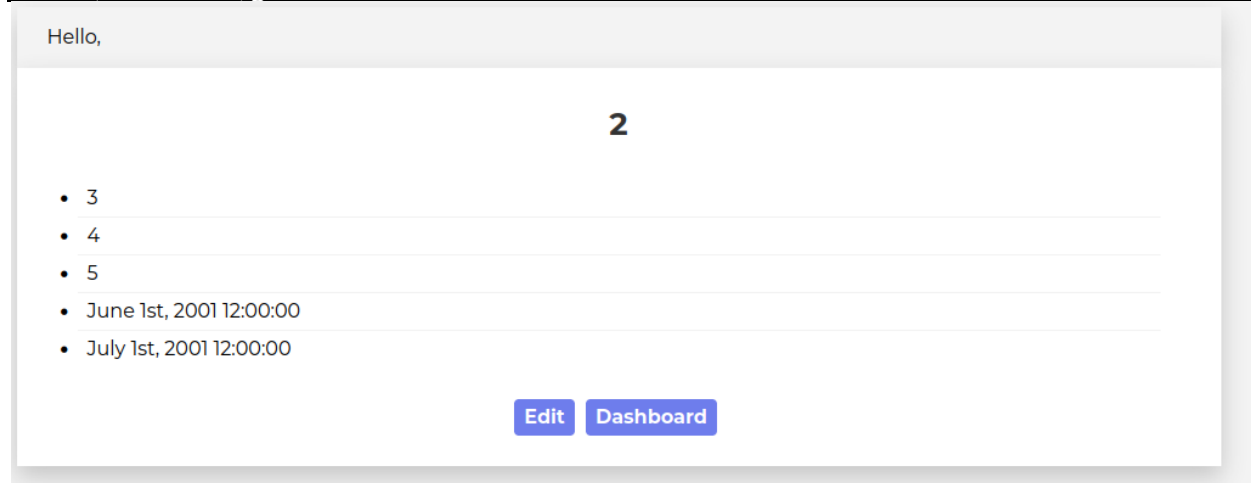 Hello,
2
3
4
5
June 1st, 2001 12:00:00
July 1st, 2001 12:00:00
Edit Dashboard